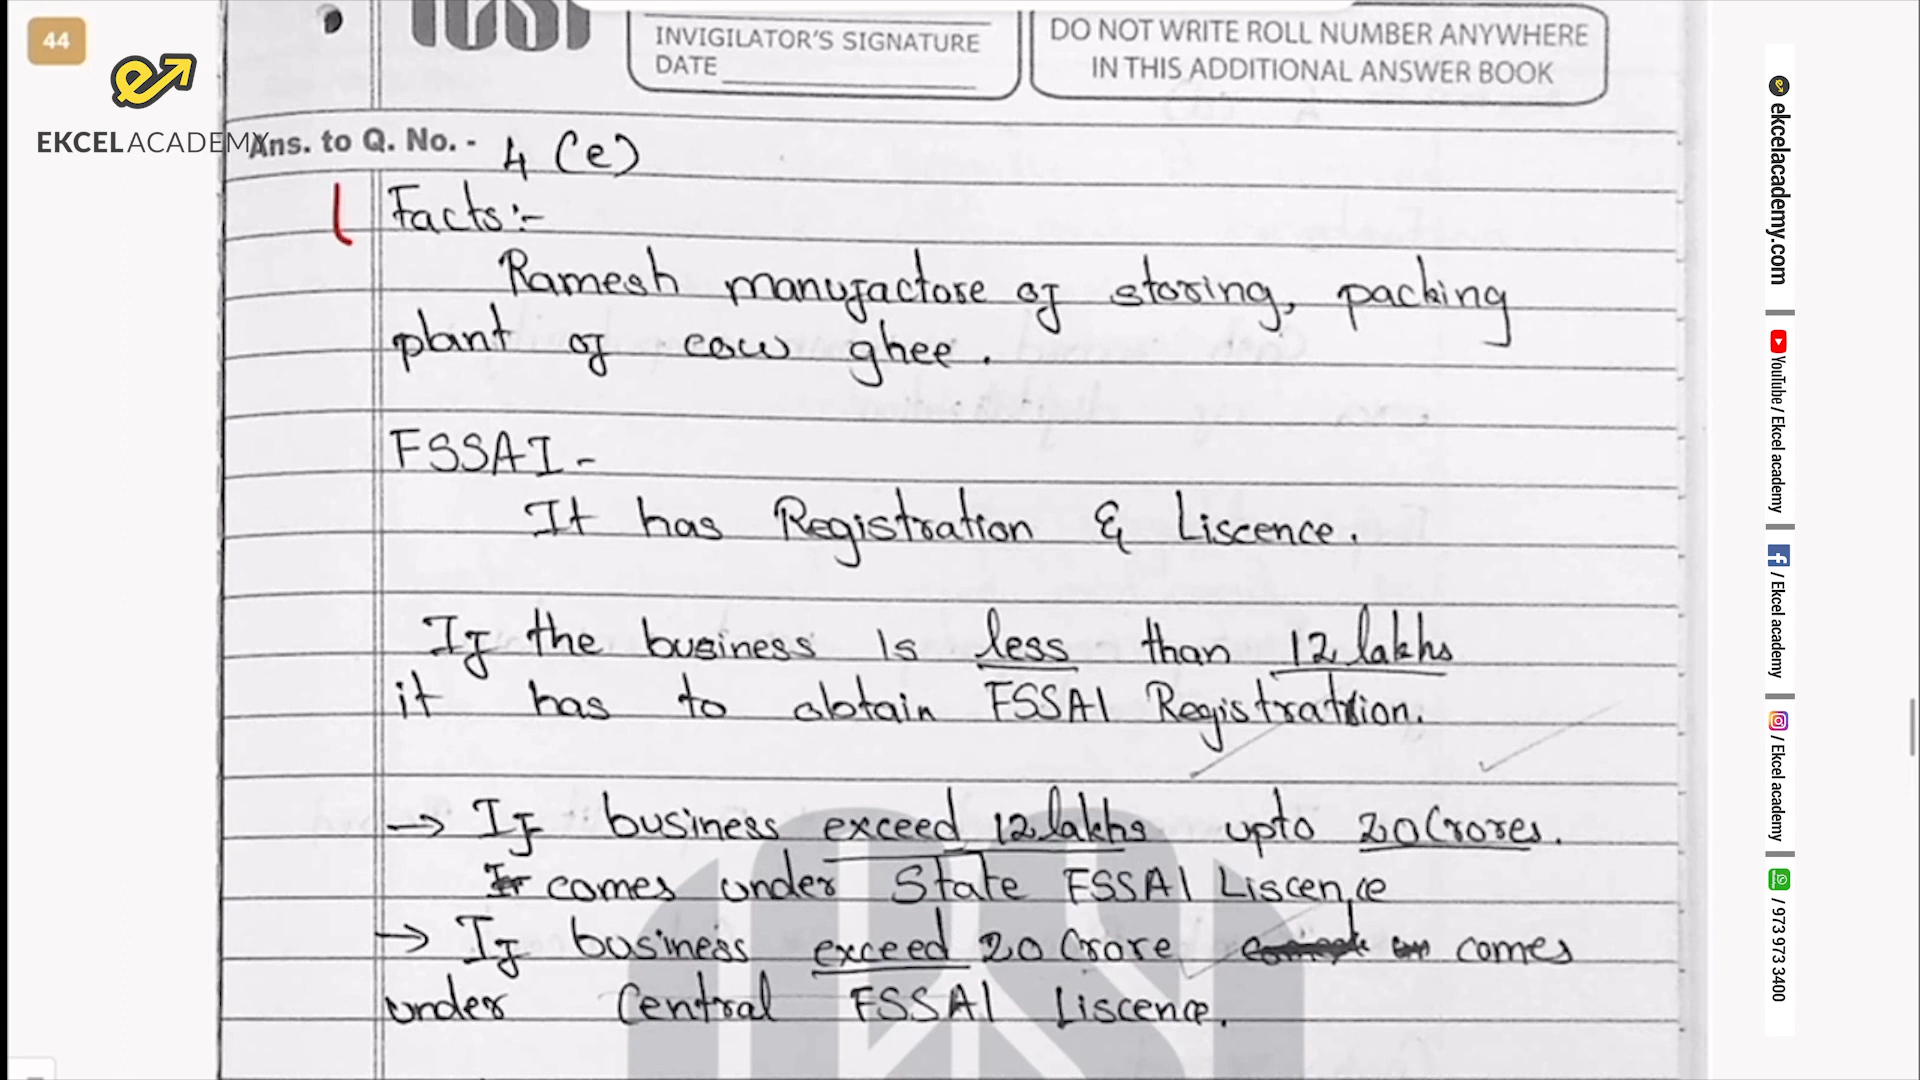 44
EKCELACADEMY
INVIGILATOR'S SIGNATURE
DATE
DO NOT WRITE ROLL NUMBER ANYWHERE
IN THIS ADDITIONAL ANSWER BOOK
Ans. to Q. No. - 4 (e)
Facts:-
Ramesh manufactore of storing, packing
plant of cow ghee.
FSSAI -
It has Registration & Liscence.
If the business is less than 12 lakhs
it has to obtain FSSAI Registration.
→ If business exceed 12 lakhs upto 20 Crores.
It comes under State FSSAI Liscence
→ If business exceed 20 Crore comes
under Central FSSAI Liscence.
ekcelacademy.com
YouTube / Ekcel academy
/ Ekcel academy
/ Ekcel academy
/ 973 973 3400